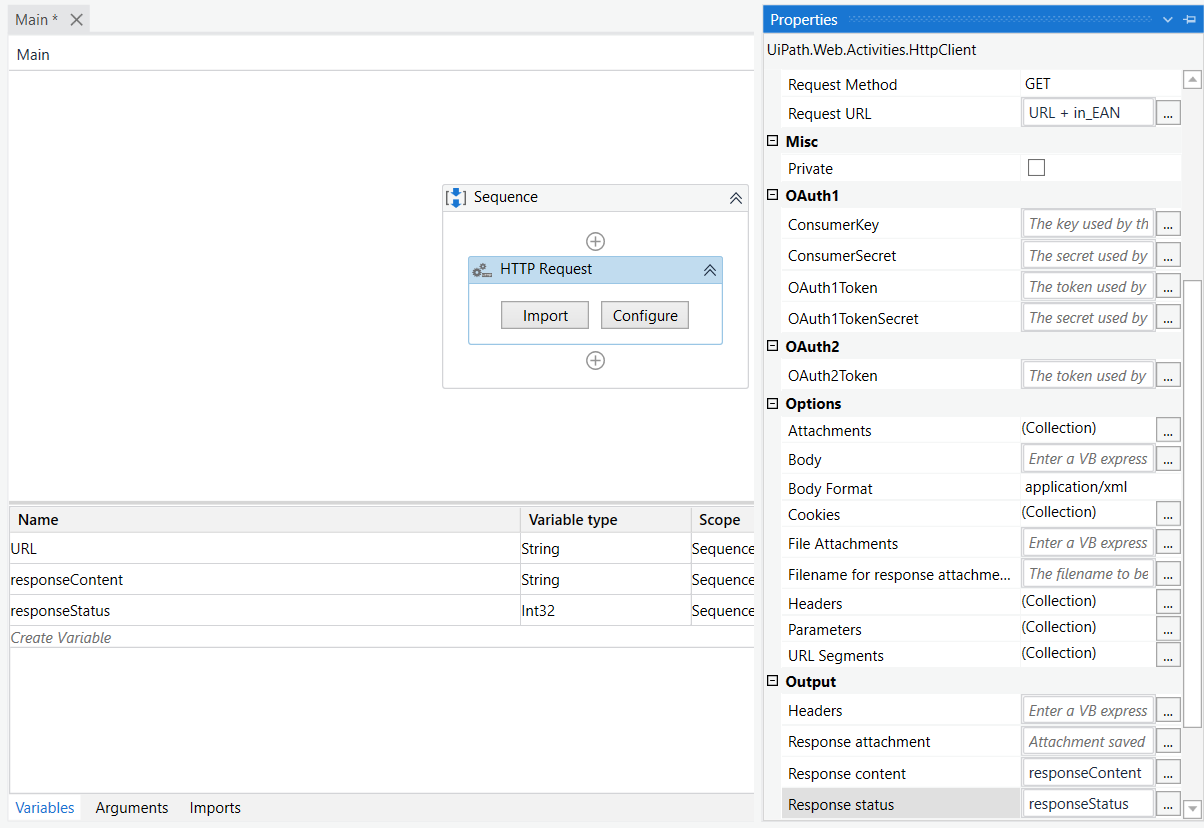 Main *
Main
Sequence
HTTP Request
Import Configure
Name Variable type Scope
URL String Sequence
responseContent String Sequence
responseStatus Int32 Sequence
Create Variable
Variables Arguments Imports
Properties
UiPath.Web.Activities.HttpClient
Request Method GET
Request URL URL + in_EAN ...
Misc
Private
OAuth1
ConsumerKey The key used by th ...
ConsumerSecret The secret used by ...
OAuth1Token The token used by ...
OAuth1TokenSecret The secret used by ...
OAuth2
OAuth2Token The token used by ...
Options
Attachments (Collection) ...
Body Enter a VB express ...
Body Format application/xml
Cookies (Collection) ...
File Attachments Enter a VB express ...
Filename for response attachme... The filename to be ...
Headers (Collection) ...
Parameters (Collection) ...
URL Segments (Collection) ...
Output
Headers Enter a VB express ...
Response attachment Attachment saved ...
Response content responseContent ...
Response status responseStatus ...